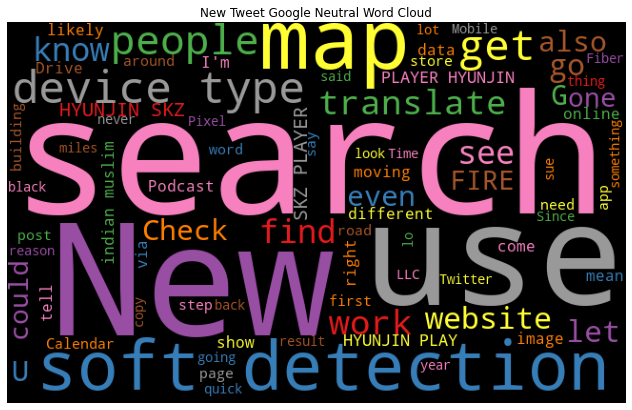 New Tweet Google Neutral Word Cloud
likely
people
map
get
lot
Mobile
know
I'm
data
store
also
Drive
around
said
PLAYER HYUNJIN
go
Fiber
device type
thing
HYUNJIN SKZ
translate
G
one
online
building
never
Pixel
SKZ PLAYER
say
search
something
miles
word
look
Time
see
sue
black
Podcast
moving
FIRE
app
indian muslim
even
different
need
Since
New
Check
find
road
use
post
via
right
lo
come
reason
could
tell
LLC
Twitter
mean
copy
step
back
first
work
website
let
U
Calendar
show
result
HYUNJIN PLAY
image
soft detection
going
page
quick
year